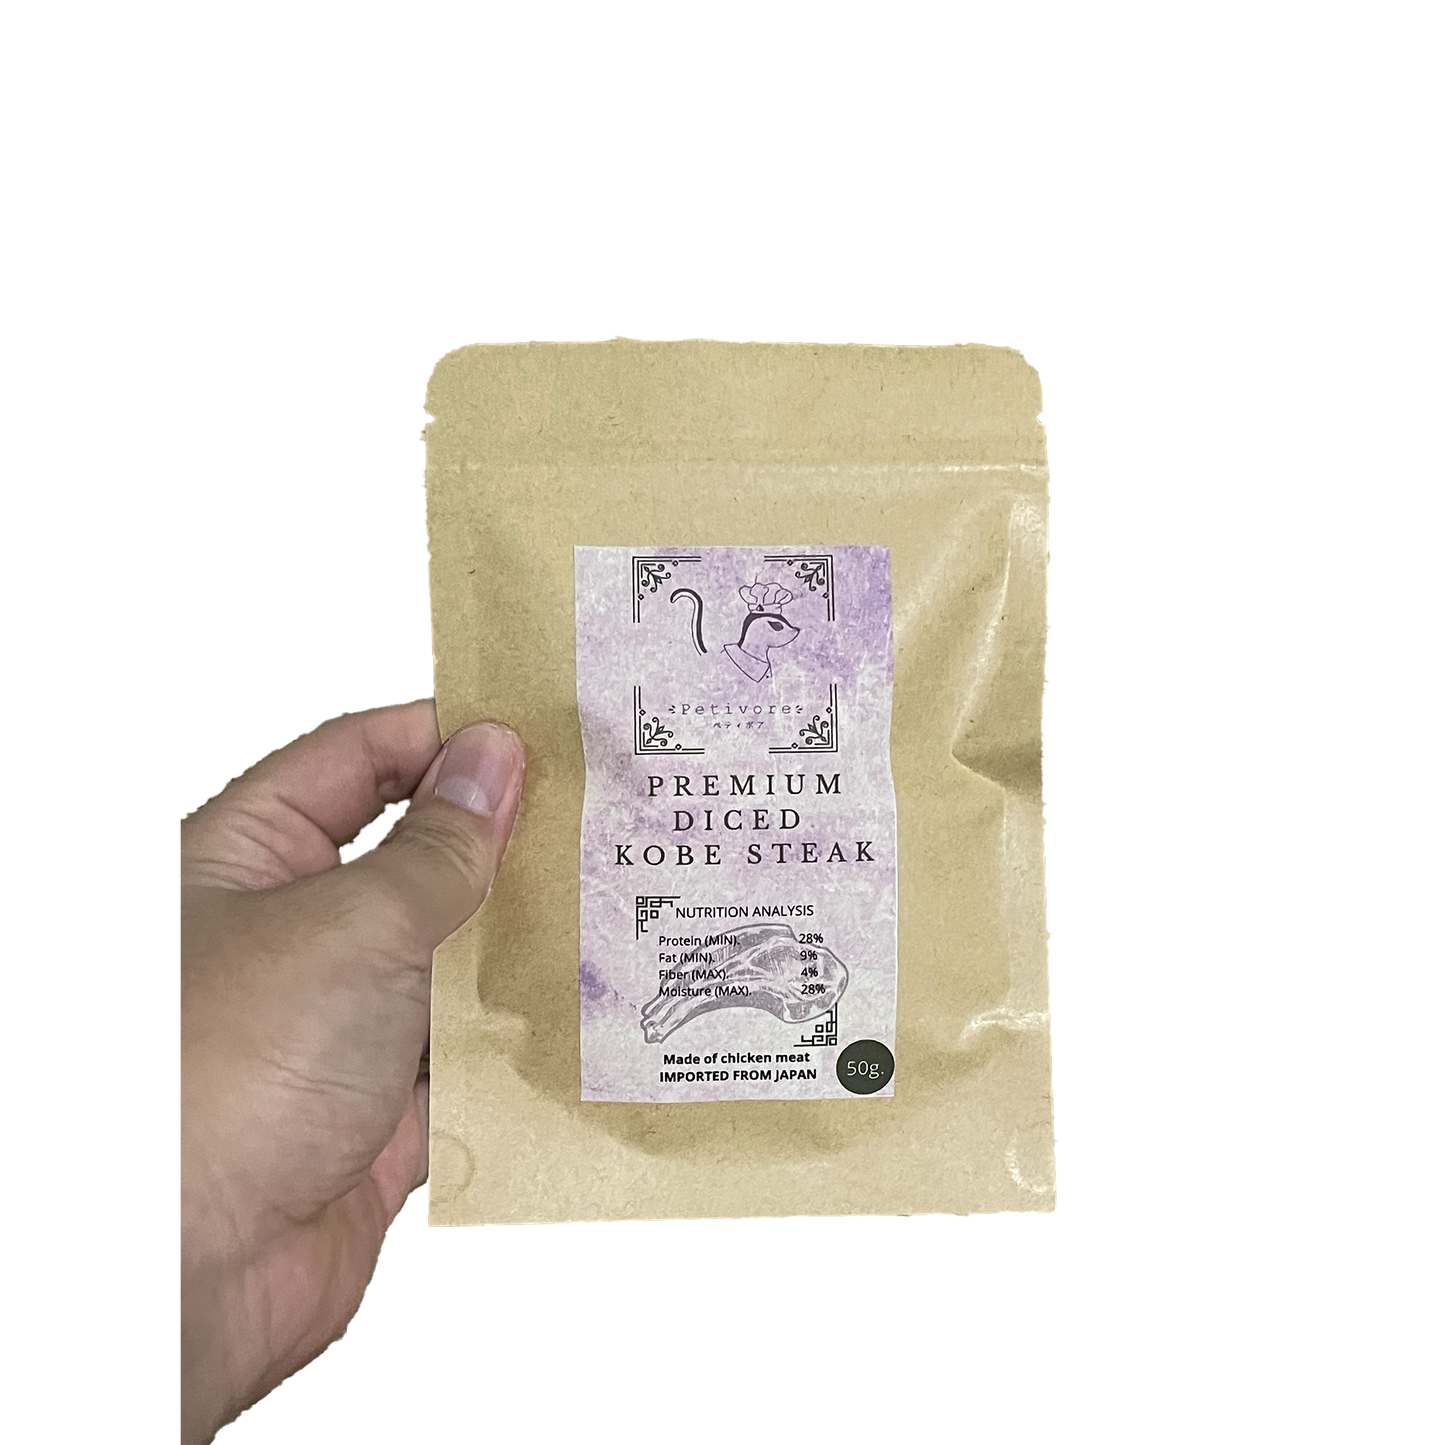 Petivore
ペティボア
PREMIUM
DICED
KOBE STEAK
NUTRITION ANALYSIS
Protein (MIN). 28%
Fat (MIN). 9%
Fiber (MAX). 4%
Moisture (MAX). 28%
Made of chicken meat
IMPORTED FROM JAPAN
50g.